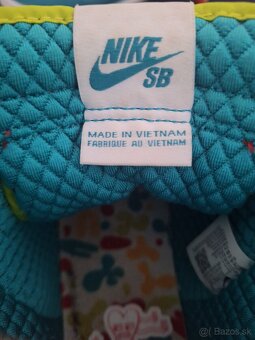 NIKE
SB
MADE IN VIETNAM
FABRIQUE AU VIETNAM
Bazos.sk